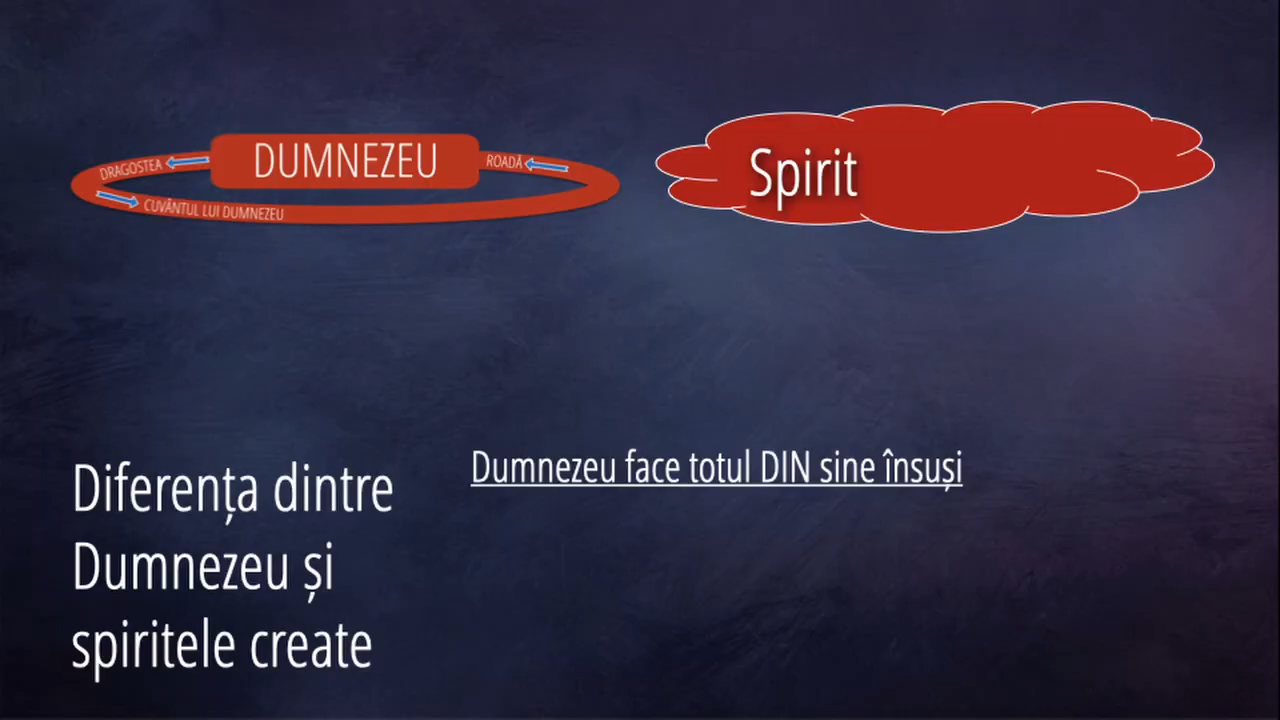 DUMNEZEU
DRAGOSTEA
ROADĂ
CUVÂNTUL LUI DUMNEZEU
Spirit
Diferența dintre
Dumnezeu și
spiritele create
Dumnezeu face totul DIN sine însuși